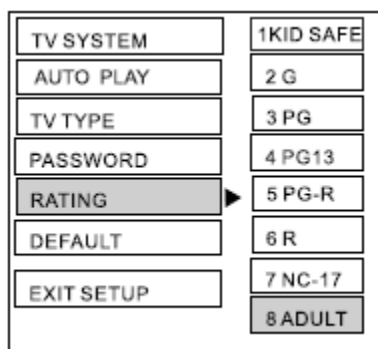 TV SYSTEM
AUTO PLAY
TV TYPE
PASSWORD
RATING
DEFAULT
EXIT SETUP
1KID SAFE
2 G
3 PG
4 PG13
5 PG-R
6 R
7 NC-17
8 ADULT